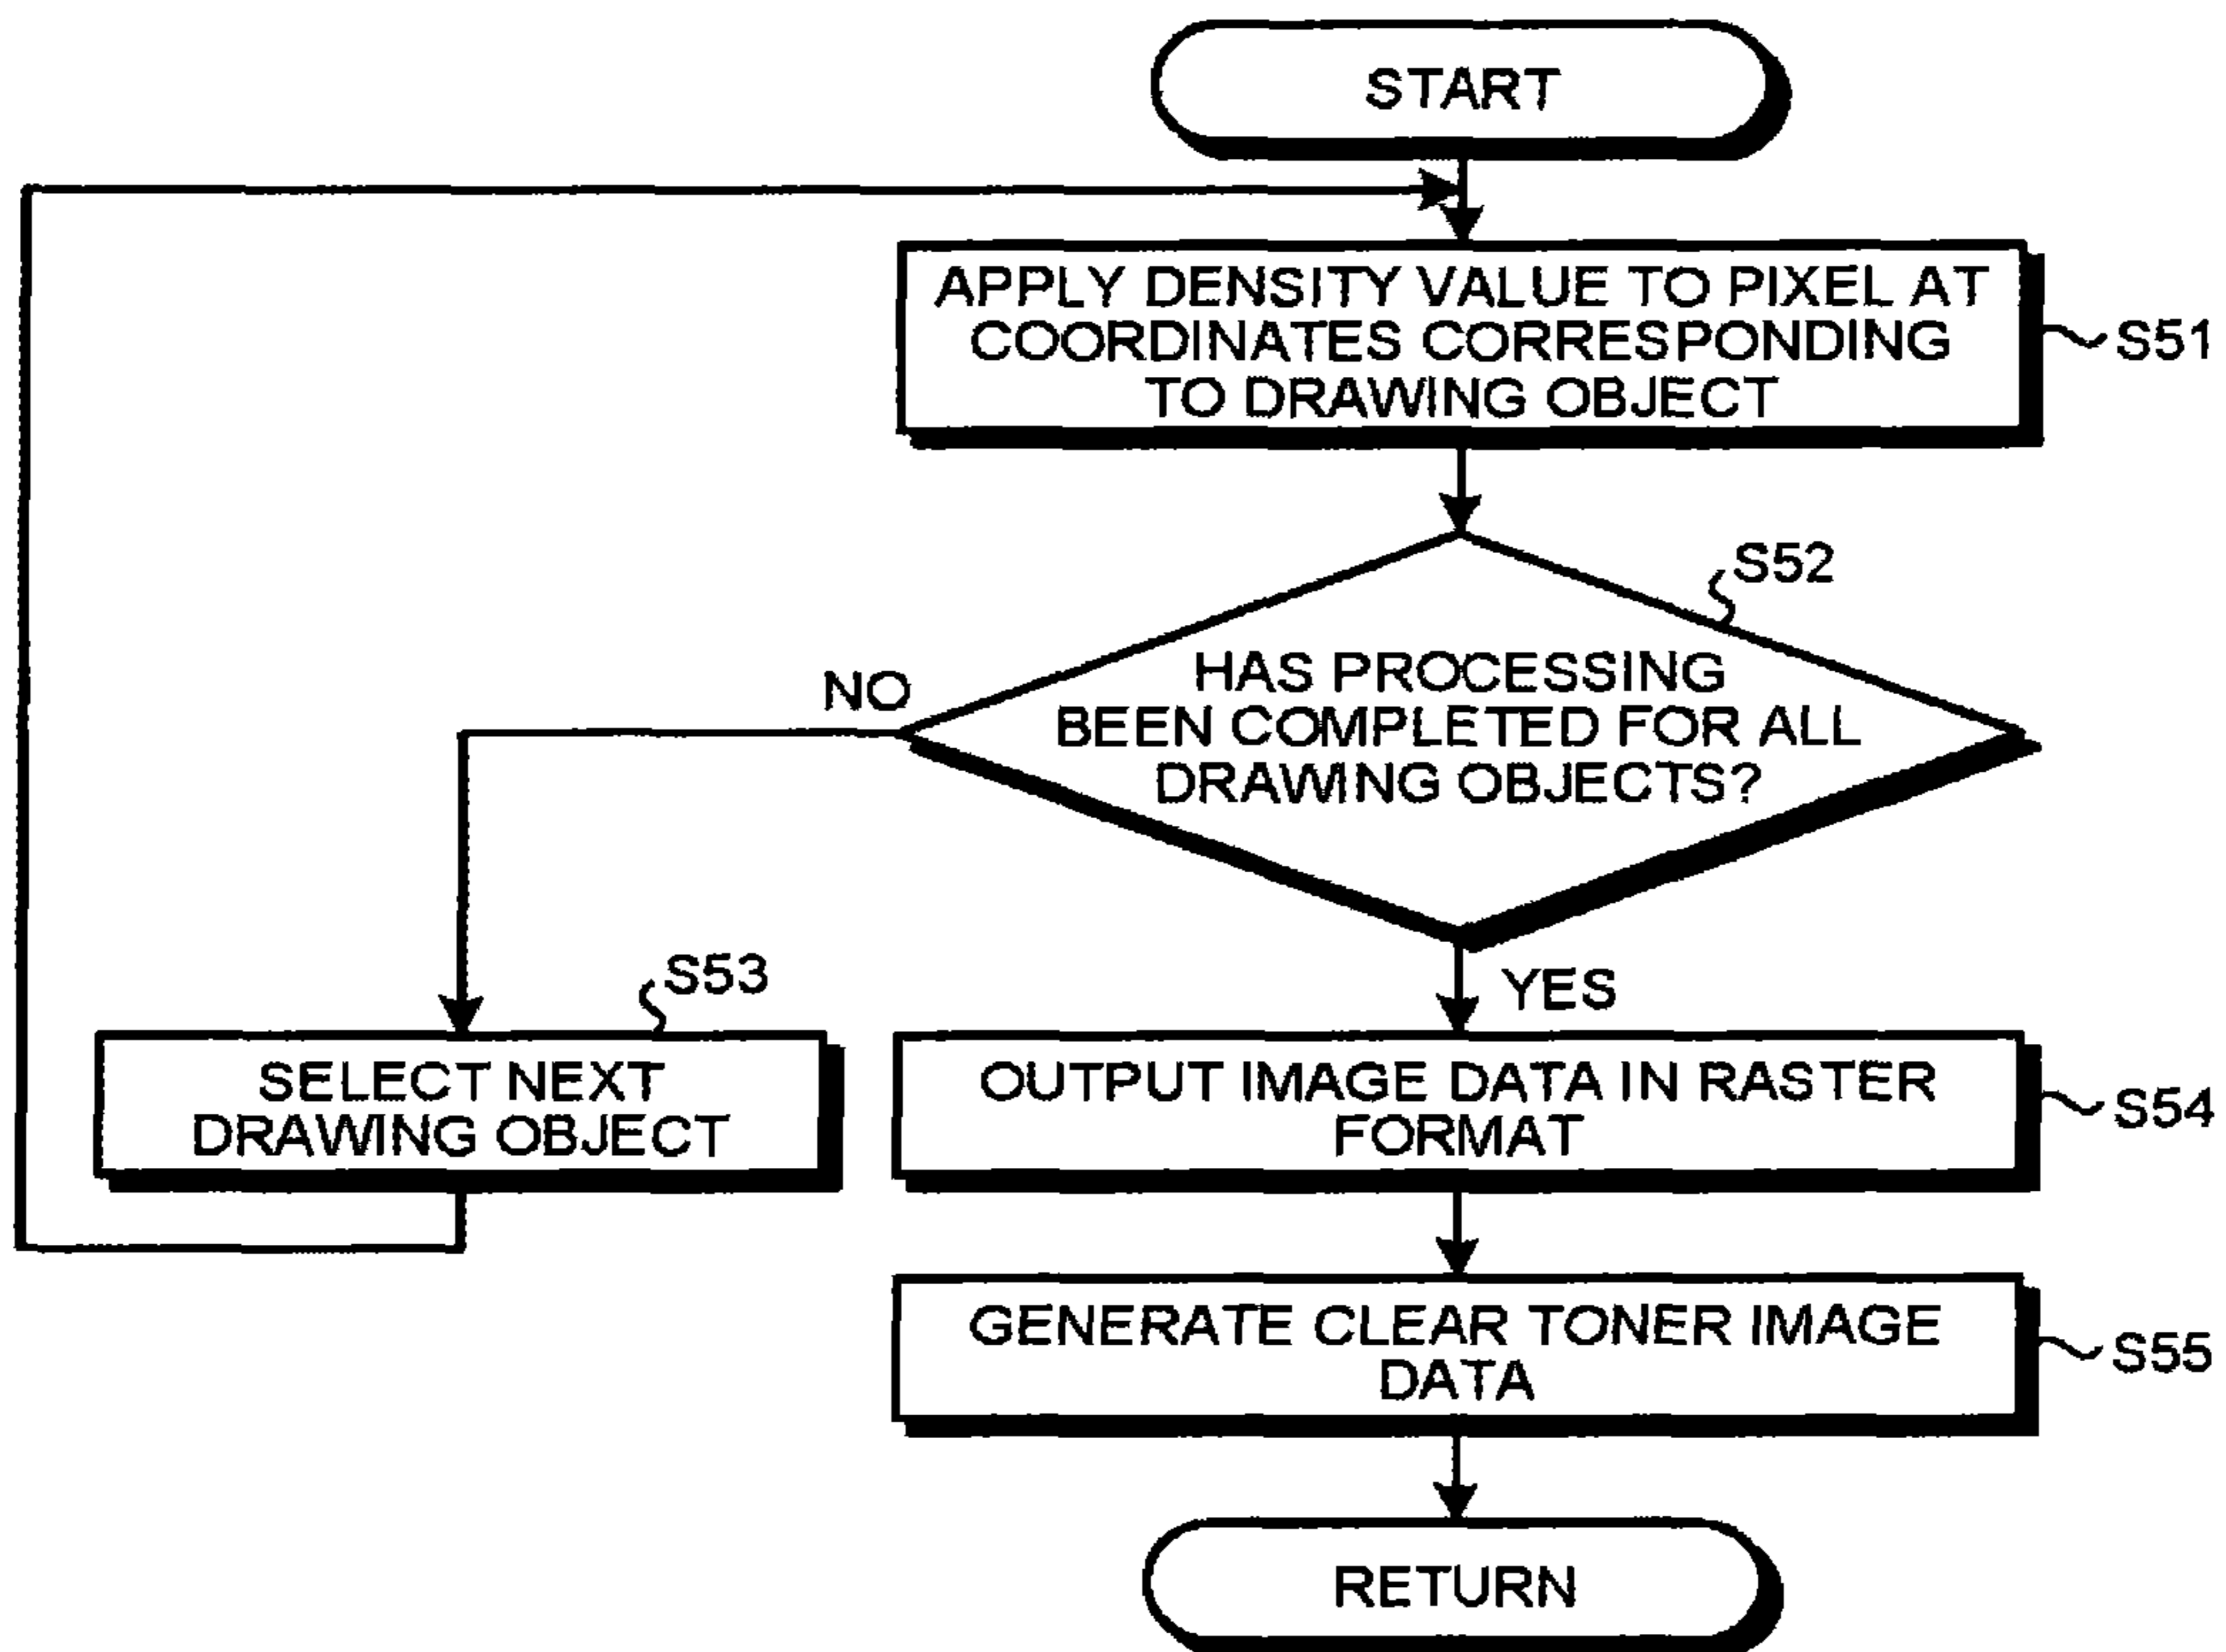 START
APPLY DENSITY VALUE TO PIXEL AT
COORDINATES CORRESPONDING
TO DRAWING OBJECT
S51
S52
HAS PROCESSING
BEEN COMPLETED FOR ALL
DRAWING OBJECTS?
NO
YES
S53
SELECT NEXT
DRAWING OBJECT
OUTPUT IMAGE DATA IN RASTER
FORMAT
S54
GENERATE CLEAR TONER IMAGE
DATA
S55
RETURN